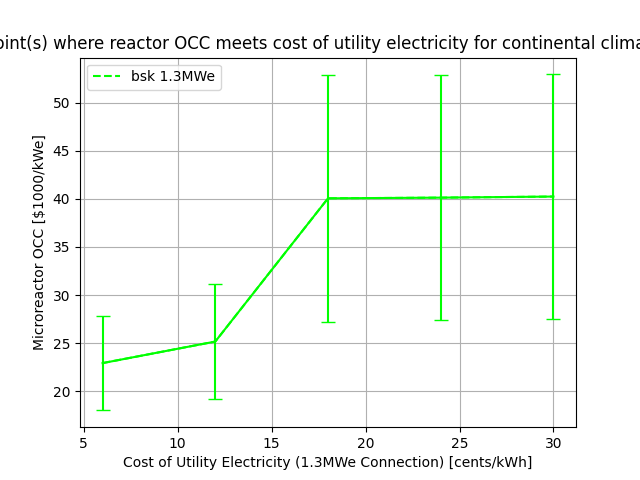 oint(s) where reactor OCC meets cost of utility electricity for continental clima
bsk 1.3MWe
50
45
40
35
30
25
20
Microreactor OCC [$1000/kWe]
5 10 15 20 25 30
Cost of Utility Electricity (1.3MWe Connection) [cents/kWh]